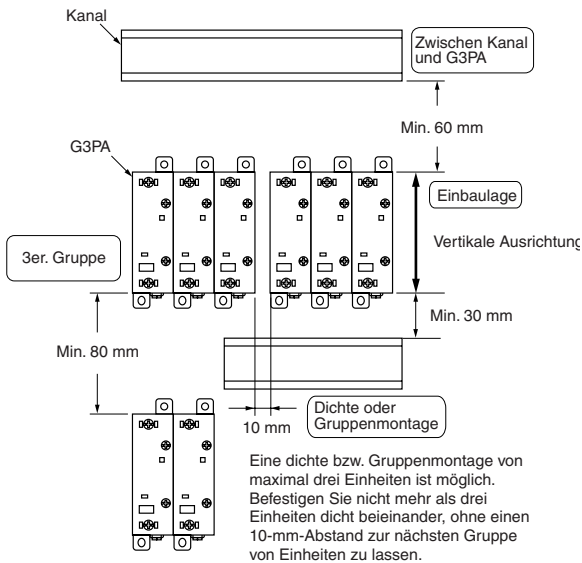 Kanal
Zwischen Kanal
und G3PA
Min. 60 mm
G3PA
Einbaulage
Vertikale Ausrichtung
3er. Gruppe
Min. 30 mm
Min. 80 mm
10 mm
Dichte oder
Gruppenmontage
Eine dichte bzw. Gruppenmontage von
maximal drei Einheiten ist möglich.
Befestigen Sie nicht mehr als drei
Einheiten dicht beieinander, ohne einen
10-mm-Abstand zur nächsten Gruppe
von Einheiten zu lassen.